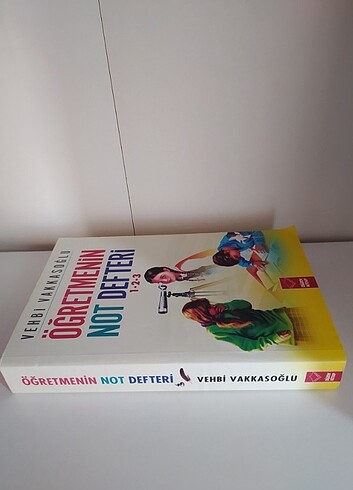 VEHBİ VAKKASOĞLU
ÖĞRETMENİN
NOT DEFTERİ
1-2-3
ÖĞRETMENİN NOT DEFTERİ VEHBİ VAKKASOĞLU